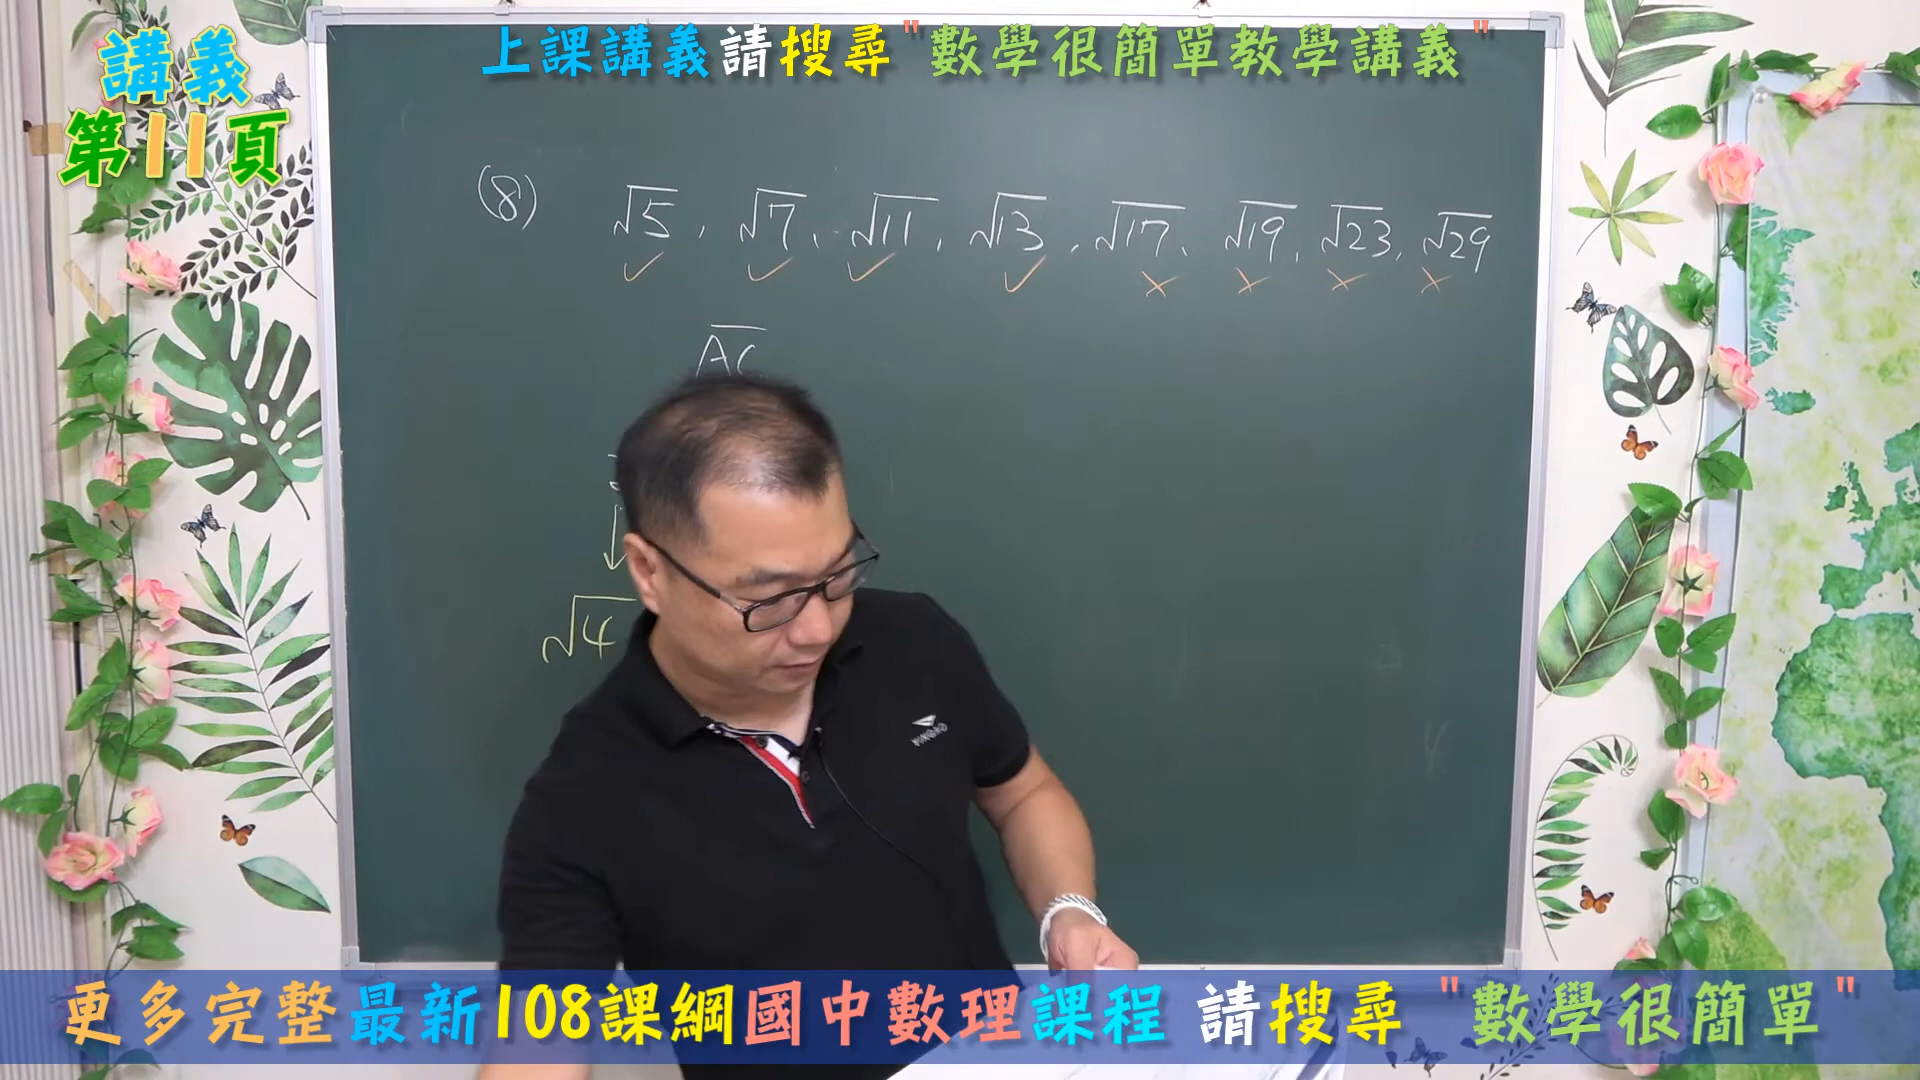 上課講義請搜尋"數學很簡單教學講義"
講義
第11頁
(8) √5, √7, √11, √13, √17, √19, √23, √29
✓ ✓ ✓ ✓ × × × ×
AC
√4
更多完整最新108課綱國中數理課程 請搜尋 "數學很簡單"